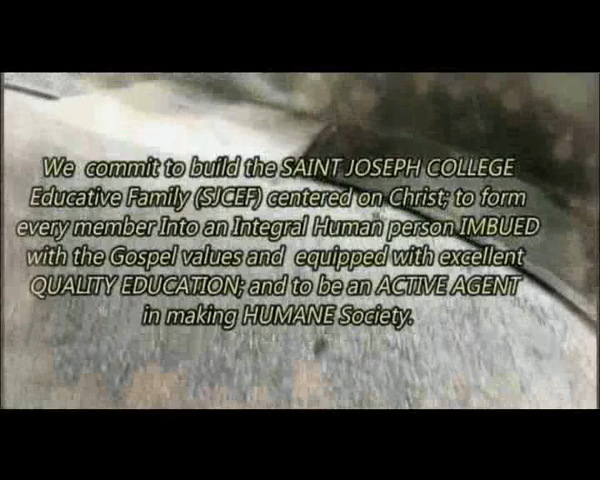 We commit to build the SAINT JOSEPH COLLEGE
Educative Family (SJCEF) centered on Christ; to form
every member Into an Integral Human person IMBUED
with the Gospel values and equipped with excellent
QUALITY EDUCATION; and to be an ACTIVE AGENT
in making HUMANE Society.